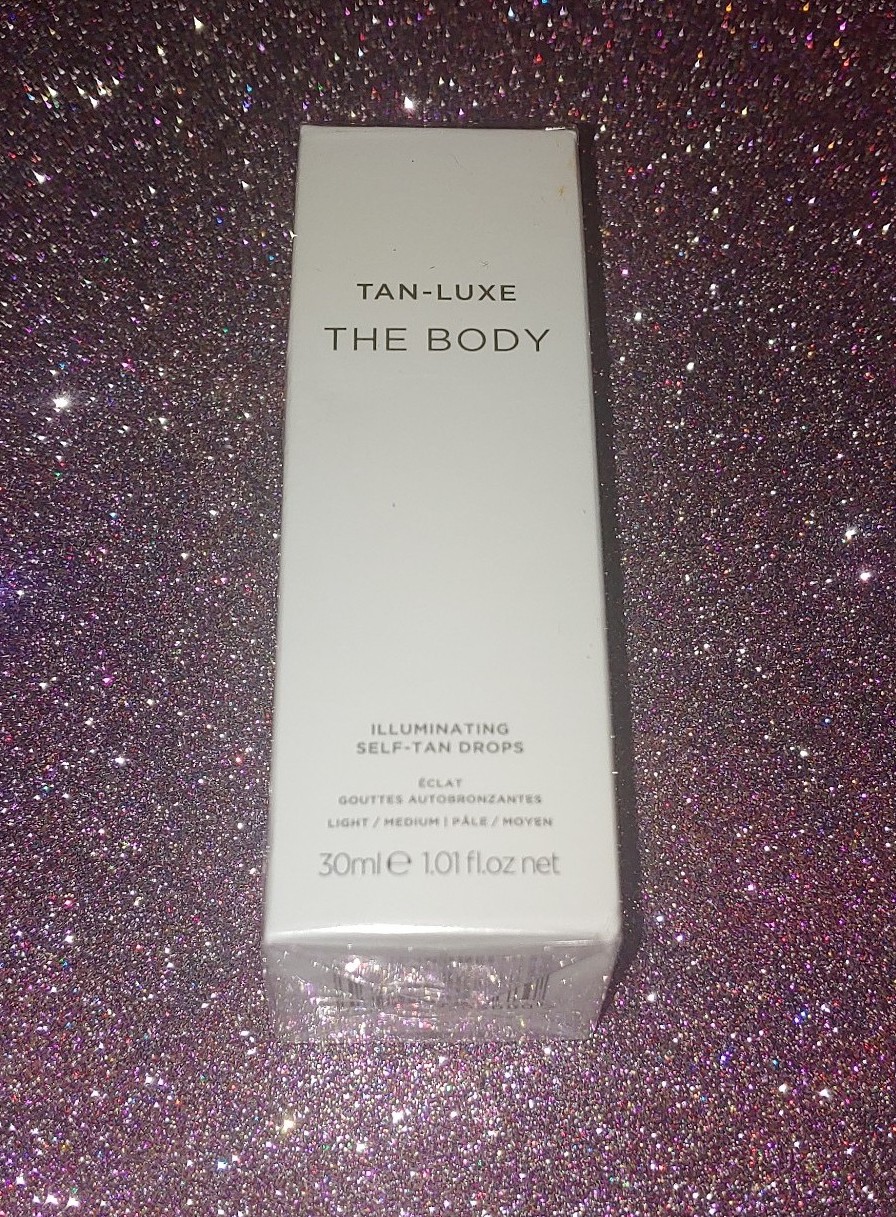 TAN-LUXE
THE BODY
ILLUMINATING
SELF-TAN DROPS
ÉCLAT
GOUTTES AUTOBRONZANTES
LIGHT / MEDIUM | PÂLE / MOYEN
30ml ℮ 1.01 fl.oz net